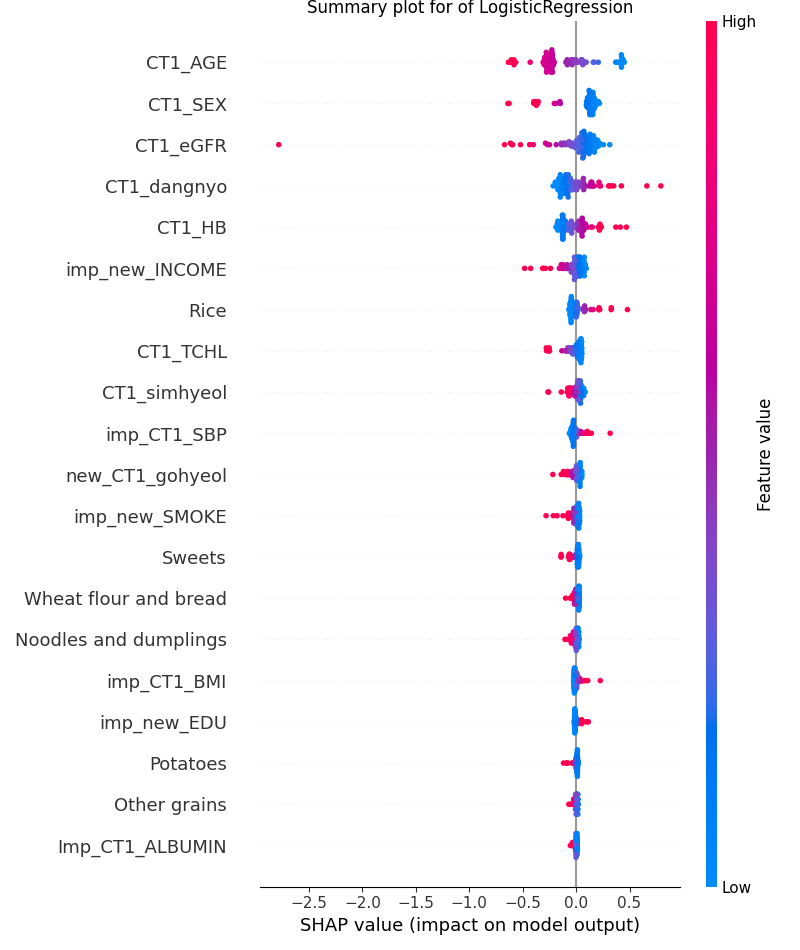 Summary plot for of LogisticRegression
High
CT1_AGE
CT1_SEX
CT1_eGFR
CT1_dangnyo
CT1_HB
imp_new_INCOME
Rice
CT1_TCHL
CT1_simhyeol
imp_CT1_SBP
new_CT1_gohyeol
imp_new_SMOKE
Sweets
Wheat flour and bread
Noodles and dumplings
imp_CT1_BMI
imp_new_EDU
Potatoes
Other grains
Imp_CT1_ALBUMIN
Feature value
Low
−2.5 −2.0 −1.5 −1.0 −0.5 0.0 0.5
SHAP value (impact on model output)